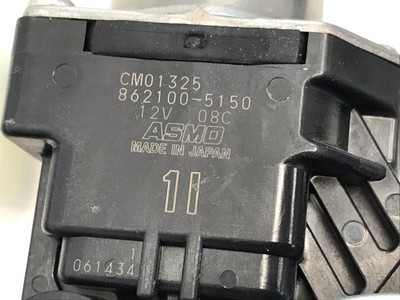 CM01325
862100-5150
12V 08C
ASMO
MADE IN JAPAN
11
1
061434